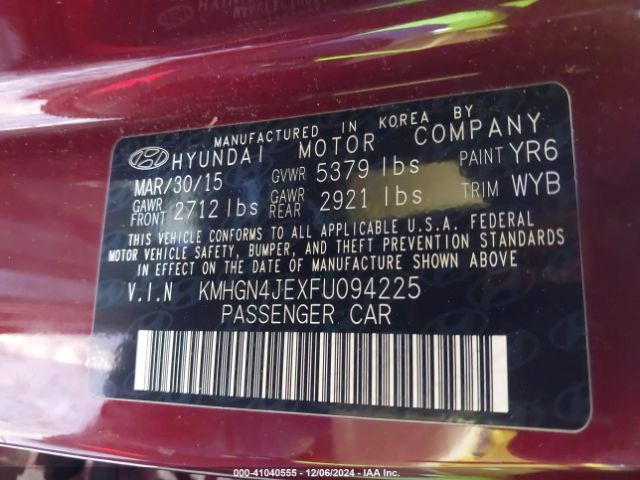 MANUFACTURED IN KOREA BY
HYUNDAI MOTOR COMPANY
MAR/30/15 GVWR 5379 lbs PAINT YR6
GAWR FRONT 2712 lbs GAWR REAR 2921 lbs TRIM WYB
THIS VEHICLE CONFORMS TO ALL APPLICABLE U.S.A. FEDERAL
MOTOR VEHICLE SAFETY, BUMPER, AND THEFT PREVENTION STANDARDS
IN EFFECT ON THE DATE OF MANUFACTURE SHOWN ABOVE
V.I.N KMHGN4JEXFU094225
PASSENGER CAR
000-41040555 - 12/06/2024 - IAA Inc.